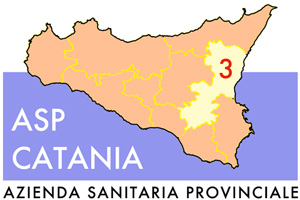 3
ASP
CATANIA
AZIENDA SANITARIA PROVINCIALE